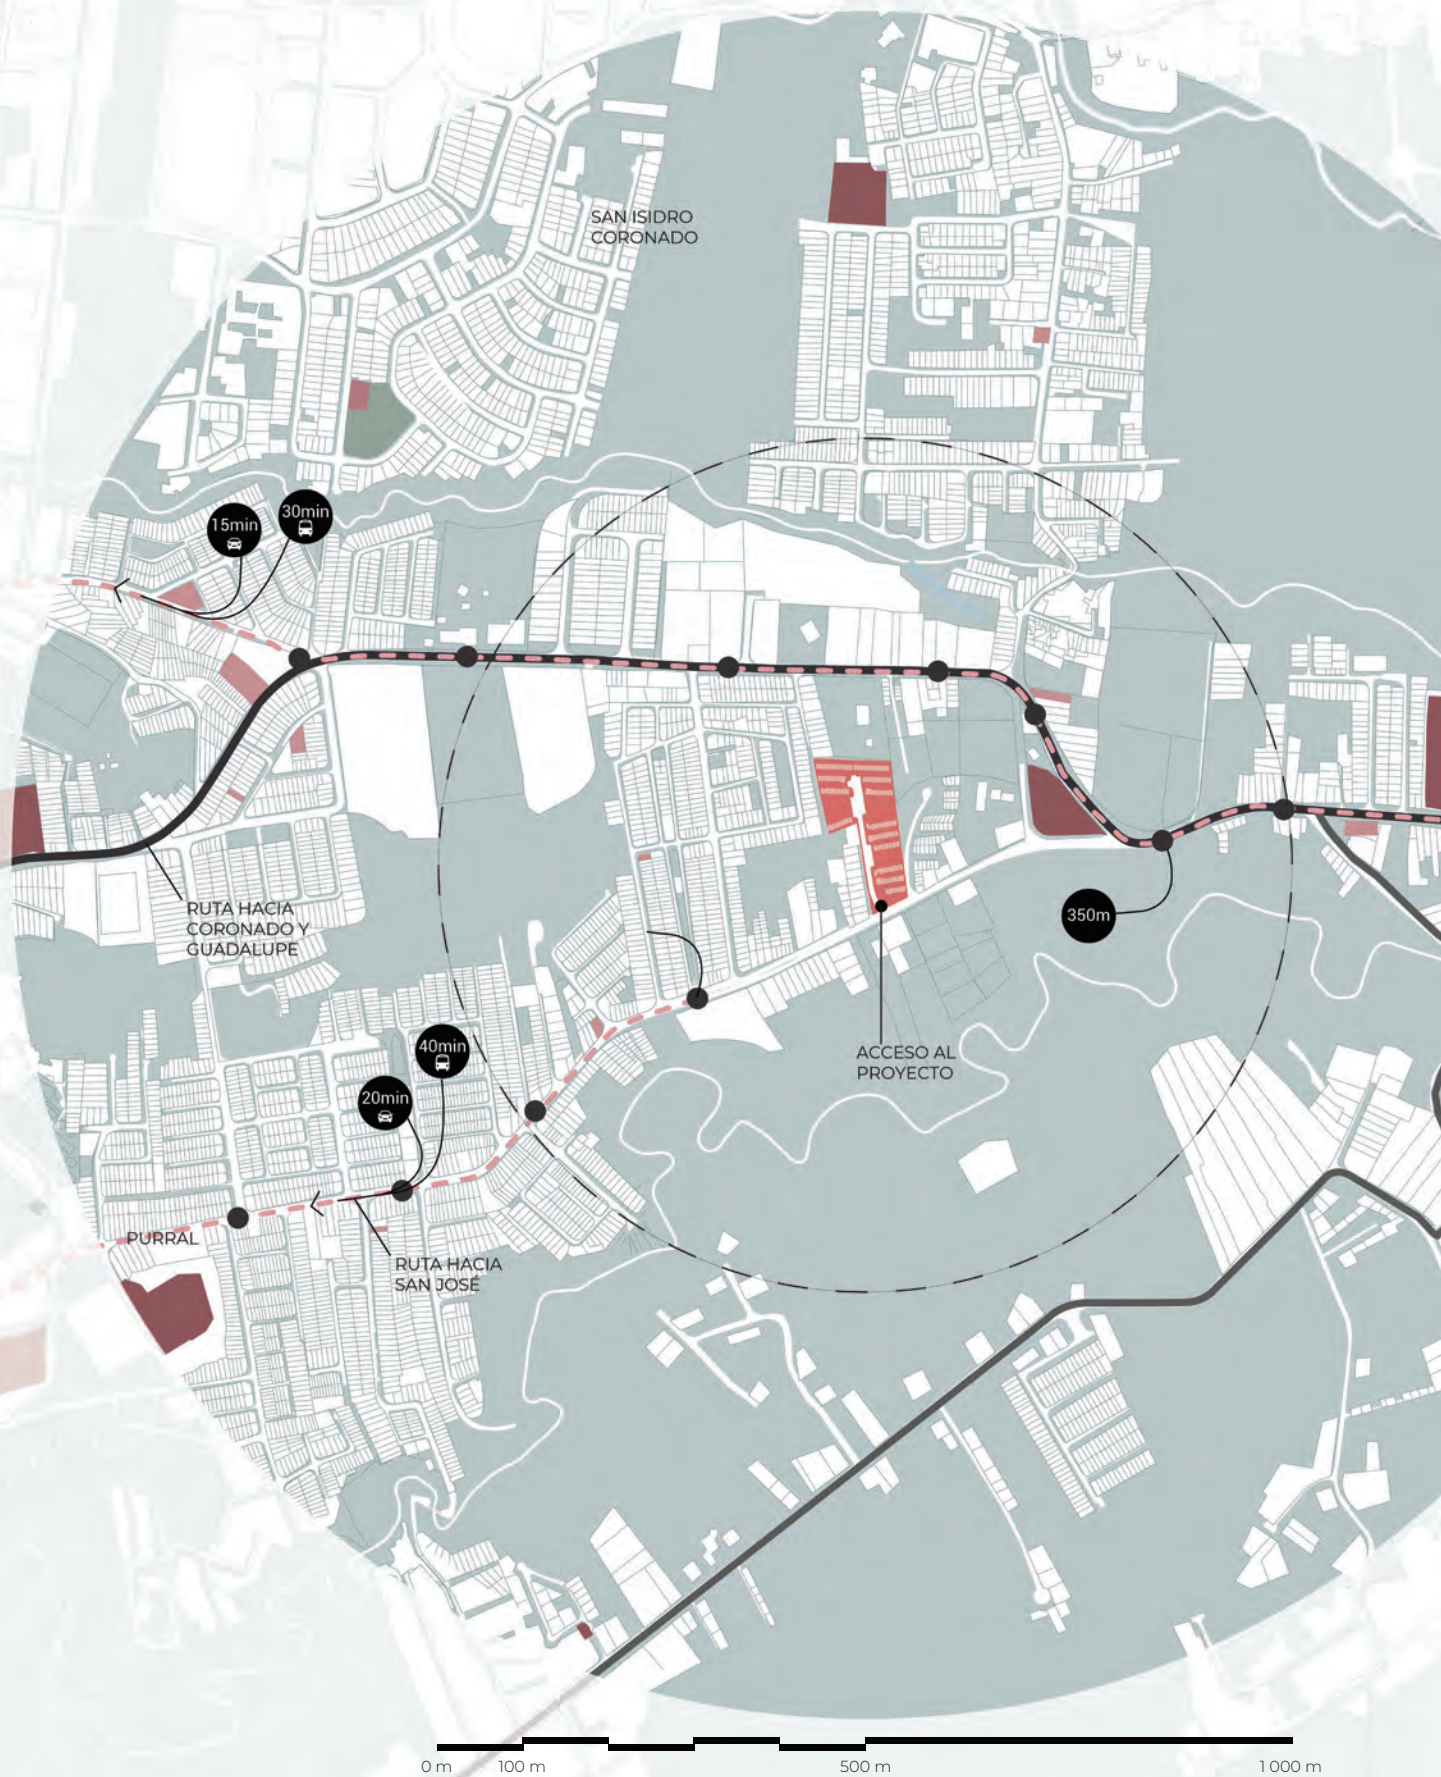 SAN ISIDRO
CORONADO
15min
30min
RUTA HACIA
CORONADO Y
GUADALUPE
350m
ACCESO AL
PROYECTO
40min
20min
PURRAL
RUTA HACIA
SAN JOSÉ
0 m
100 m
500 m
1 000 m